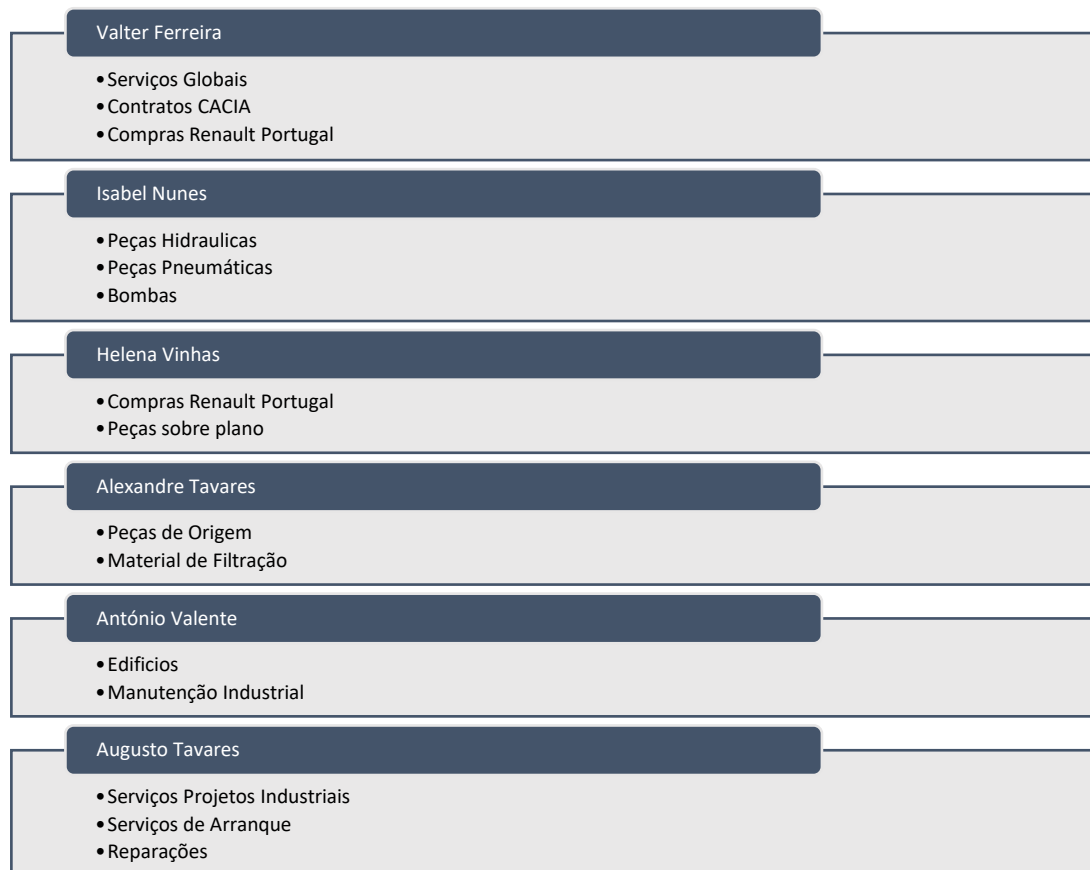 Valter Ferreira
•Serviços Globais
•Contratos CACIA
•Compras Renault Portugal
Isabel Nunes
•Peças Hidraulicas
•Peças Pneumáticas
•Bombas
Helena Vinhas
•Compras Renault Portugal
•Peças sobre plano
Alexandre Tavares
•Peças de Origem
•Material de Filtração
António Valente
•Edificios
•Manutenção Industrial
Augusto Tavares
•Serviços Projetos Industriais
•Serviços de Arranque
•Reparações